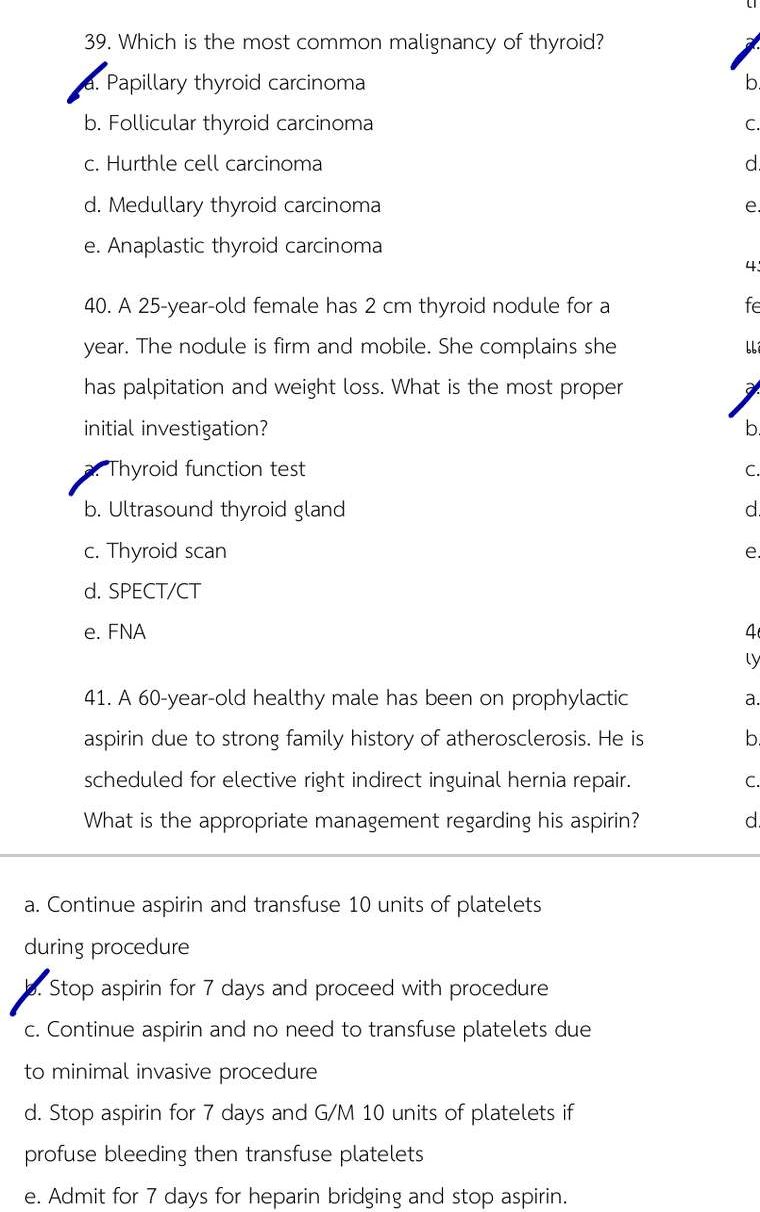 39. Which is the most common malignancy of thyroid?
a. Papillary thyroid carcinoma
b. Follicular thyroid carcinoma
c. Hurthle cell carcinoma
d. Medullary thyroid carcinoma
e. Anaplastic thyroid carcinoma
40. A 25-year-old female has 2 cm thyroid nodule for a
year. The nodule is firm and mobile. She complains she
has palpitation and weight loss. What is the most proper
initial investigation?
a. Thyroid function test
b. Ultrasound thyroid gland
c. Thyroid scan
d. SPECT/CT
e. FNA
41. A 60-year-old healthy male has been on prophylactic
aspirin due to strong family history of atherosclerosis. He is
scheduled for elective right indirect inguinal hernia repair.
What is the appropriate management regarding his aspirin?
a. Continue aspirin and transfuse 10 units of platelets
during procedure
b. Stop aspirin for 7 days and proceed with procedure
c. Continue aspirin and no need to transfuse platelets due
to minimal invasive procedure
d. Stop aspirin for 7 days and G/M 10 units of platelets if
profuse bleeding then transfuse platelets
e. Admit for 7 days for heparin bridging and stop aspirin.
a.
b.
c.
d.
e.
fe
a.
b.
c.
d.
e.
ly
a.
b.
c.
d.